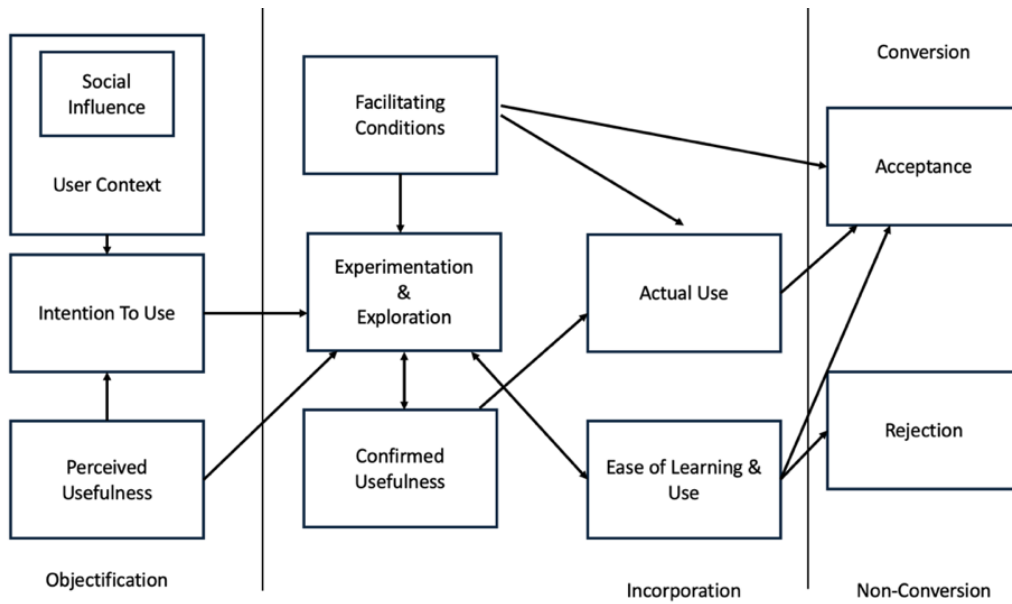 Social
Influence
User Context
Intention To Use
Perceived
Usefulness
Objectification
Facilitating
Conditions
Experimentation
&
Exploration
Confirmed
Usefulness
Actual Use
Ease of Learning &
Use
Incorporation
Conversion
Acceptance
Rejection
Non-Conversion